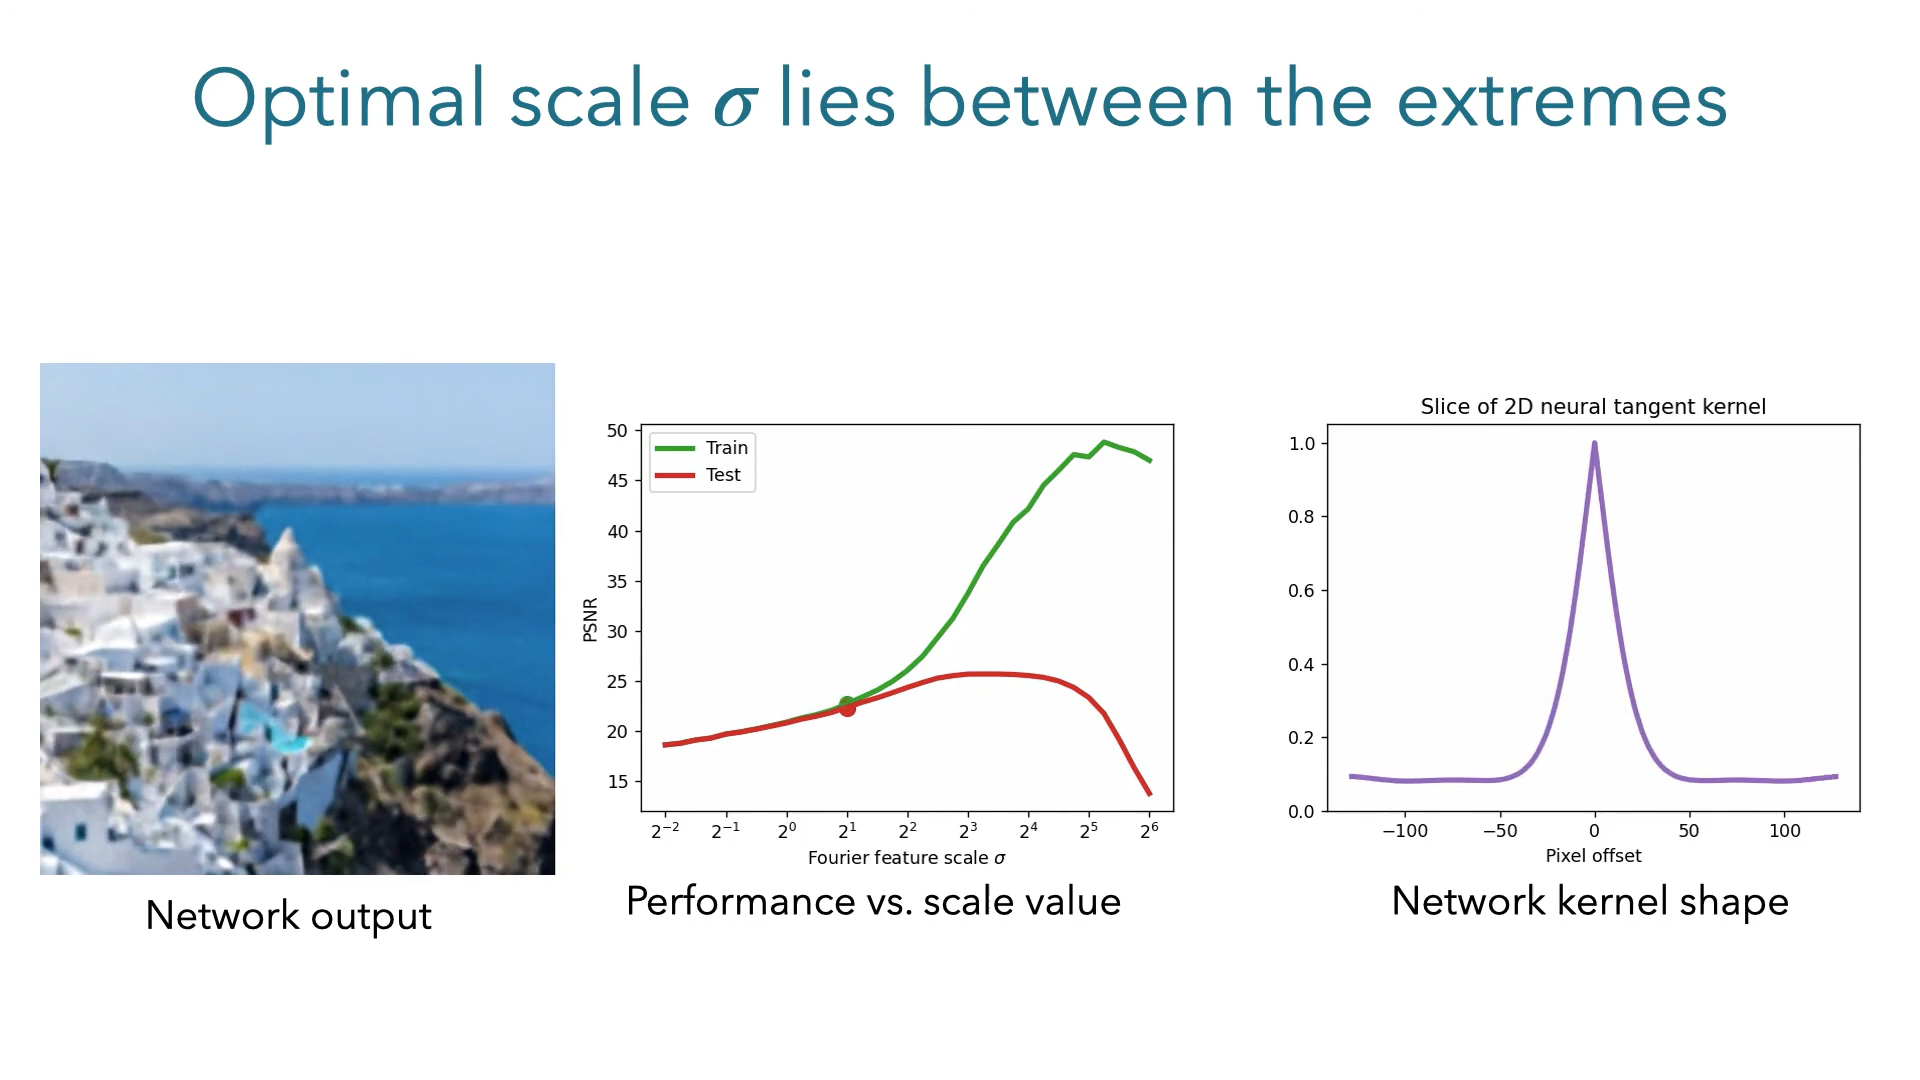 Optimal scale σ lies between the extremes
Network output
50
45
40
35
30
25
20
15
PSNR
Train
Test
2⁻² 2⁻¹ 2⁰ 2¹ 2² 2³ 2⁴ 2⁵ 2⁶
Fourier feature scale σ
Performance vs. scale value
Slice of 2D neural tangent kernel
1.0
0.8
0.6
0.4
0.2
0.0
−100 −50 0 50 100
Pixel offset
Network kernel shape